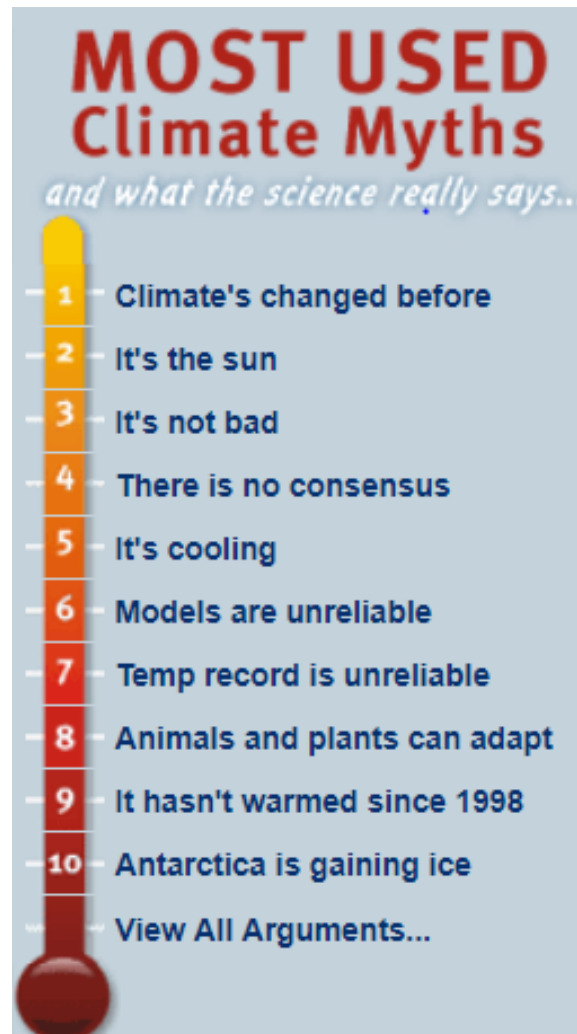 MOST USED
Climate Myths
and what the science really says...
1 Climate's changed before
2 It's the sun
3 It's not bad
4 There is no consensus
5 It's cooling
6 Models are unreliable
7 Temp record is unreliable
8 Animals and plants can adapt
9 It hasn't warmed since 1998
10 Antarctica is gaining ice
View All Arguments...